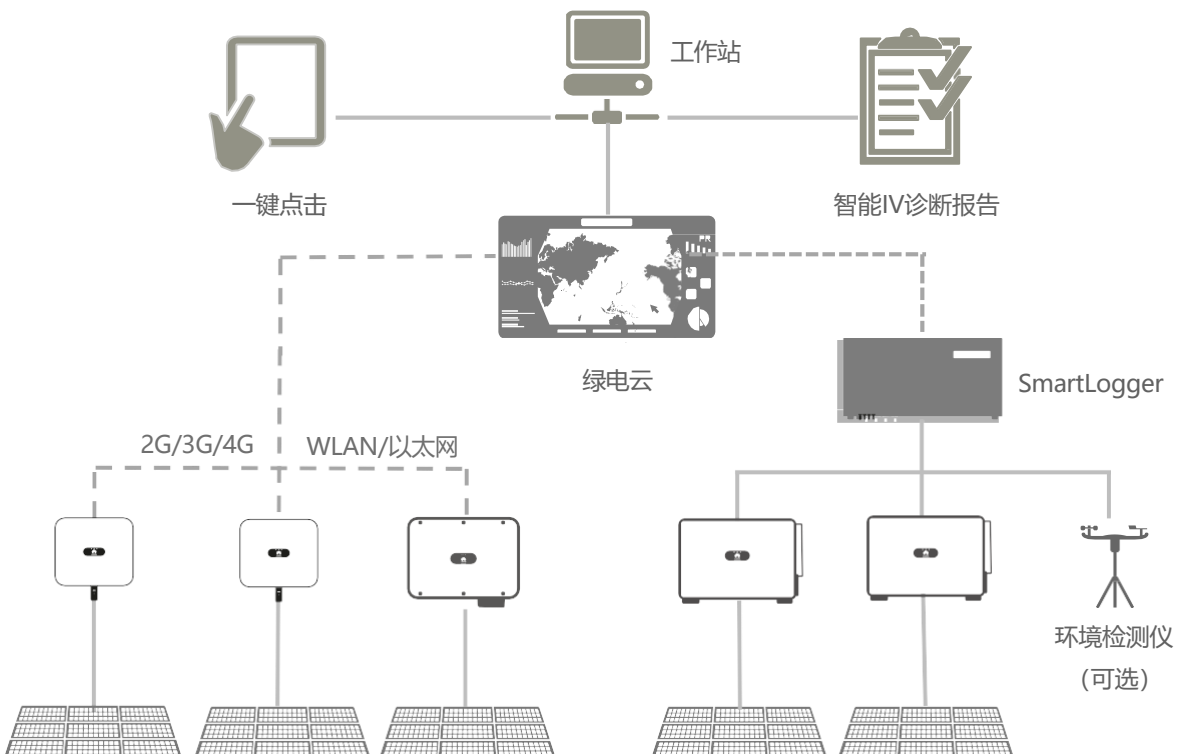 工作站
一键点击
智能IV诊断报告
绿电云
SmartLogger
2G/3G/4G
WLAN/以太网
环境检测仪
(可选)